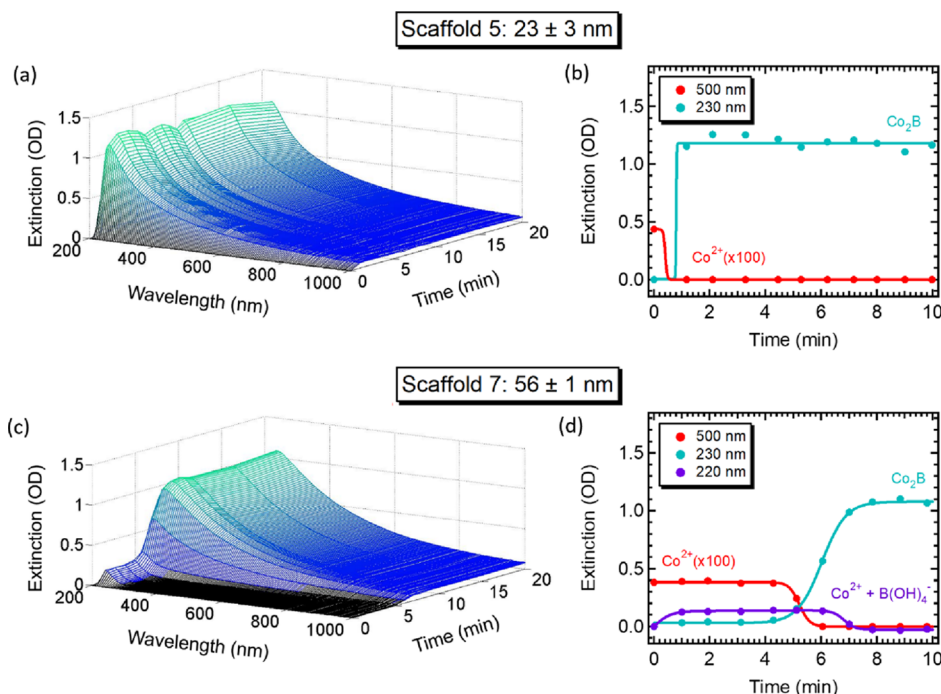 Scaffold 5: 23 ± 3 nm
(a)
Extinction (OD)
1.5
1
0.5
0
200
400
600
800
1000
Wavelength (nm)
0
5
10
15
20
Time (min)
(b)
500 nm
230 nm
Co₂B
Co²⁺(x100)
Extinction (OD)
1.5
1.0
0.5
0.0
0 2 4 6 8 10
Time (min)
Scaffold 7: 56 ± 1 nm
(c)
Extinction (OD)
1.5
1
0.5
0
200
400
600
800
1000
Wavelength (nm)
0
5
10
15
20
Time (min)
(d)
500 nm
230 nm
220 nm
Co₂B
Co²⁺(x100)
Co²⁺ + B(OH)₄⁻
Extinction (OD)
1.5
1.0
0.5
0.0
0 2 4 6 8 10
Time (min)